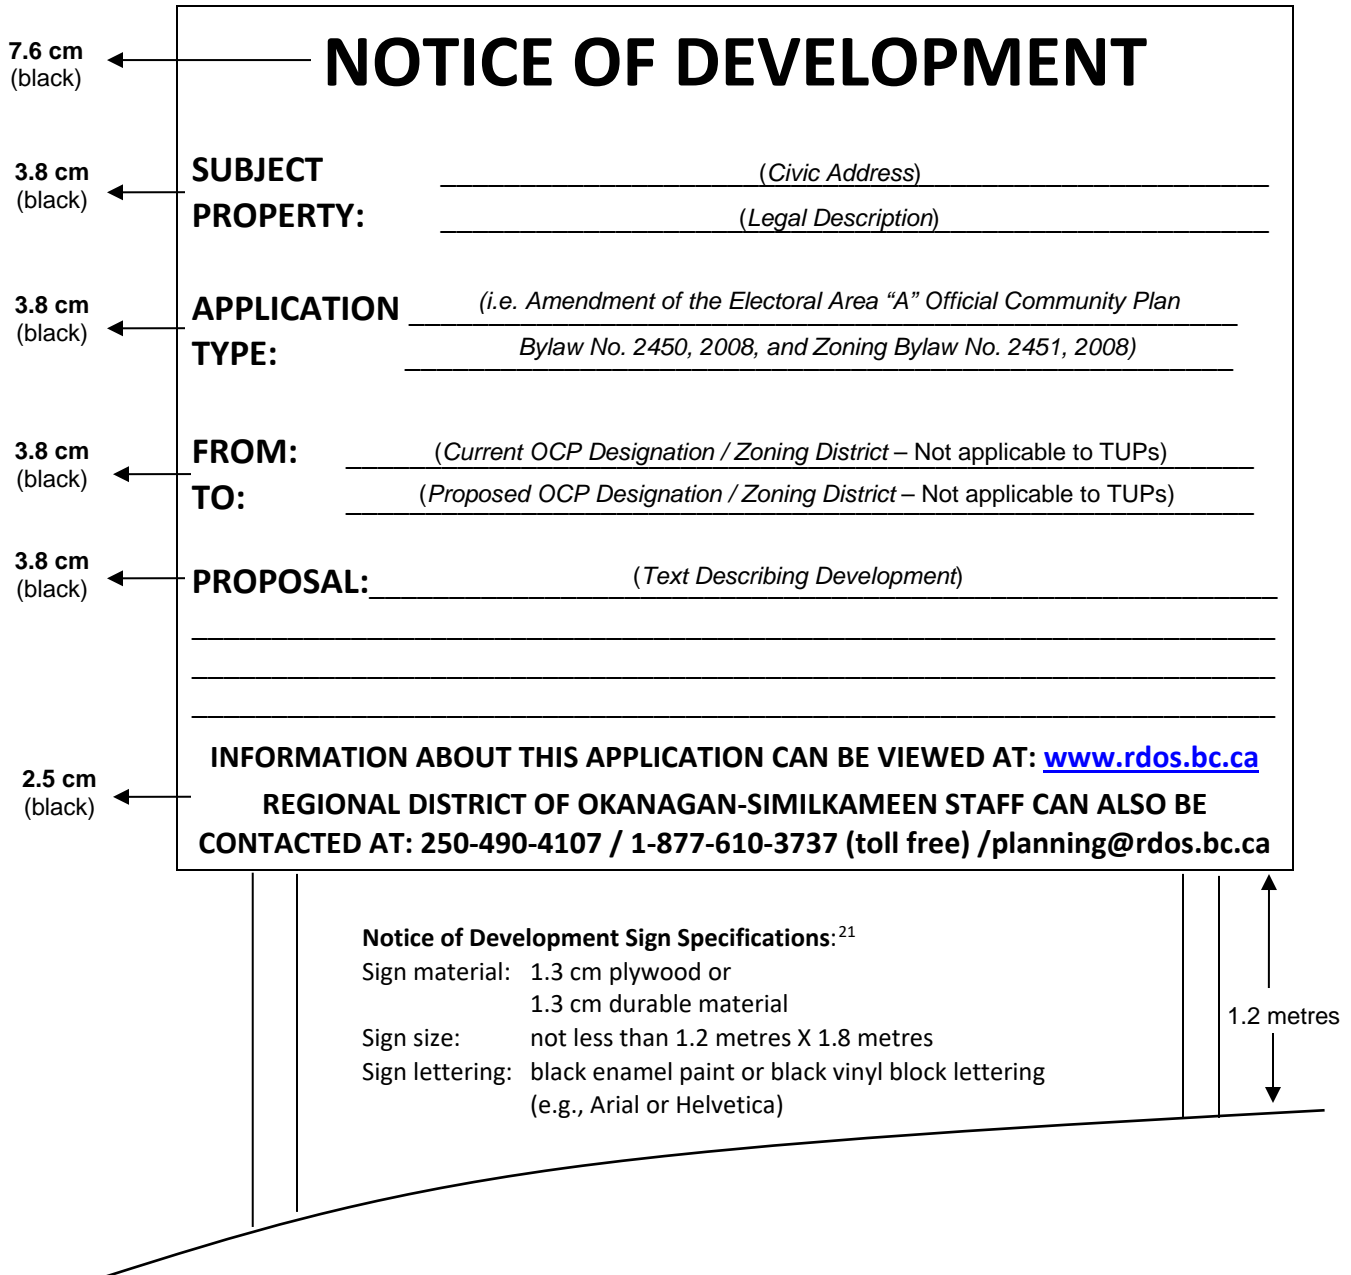 7.6 cm
(black)
NOTICE OF DEVELOPMENT
3.8 cm
(black)
SUBJECT
PROPERTY:
(Civic Address)
(Legal Description)
3.8 cm
(black)
APPLICATION
TYPE:
(i.e. Amendment of the Electoral Area “A” Official Community Plan
Bylaw No. 2450, 2008, and Zoning Bylaw No. 2451, 2008)
3.8 cm
(black)
FROM: (Current OCP Designation / Zoning District – Not applicable to TUPs)
TO: (Proposed OCP Designation / Zoning District – Not applicable to TUPs)
3.8 cm
(black)
PROPOSAL: (Text Describing Development)
INFORMATION ABOUT THIS APPLICATION CAN BE VIEWED AT: www.rdos.bc.ca
2.5 cm
(black)
REGIONAL DISTRICT OF OKANAGAN-SIMILKAMEEN STAFF CAN ALSO BE
CONTACTED AT: 250-490-4107 / 1-877-610-3737 (toll free) /planning@rdos.bc.ca
Notice of Development Sign Specifications:21
Sign material: 1.3 cm plywood or
1.3 cm durable material
Sign size: not less than 1.2 metres X 1.8 metres
Sign lettering: black enamel paint or black vinyl block lettering
(e.g., Arial or Helvetica)
1.2 metres